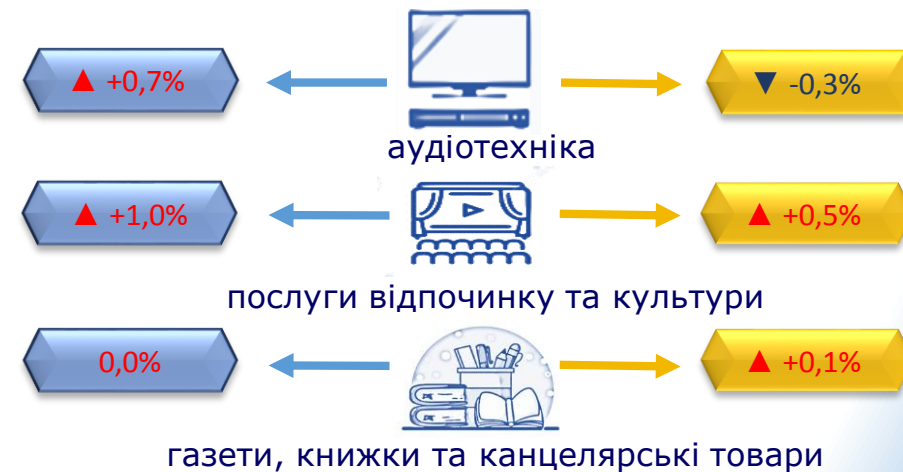 ▲ +0,7%
▼ -0,3%
аудіотехніка
▲ +1,0%
▲ +0,5%
послуги відпочинку та культури
0,0%
▲ +0,1%
газети, книжки та канцелярські товари